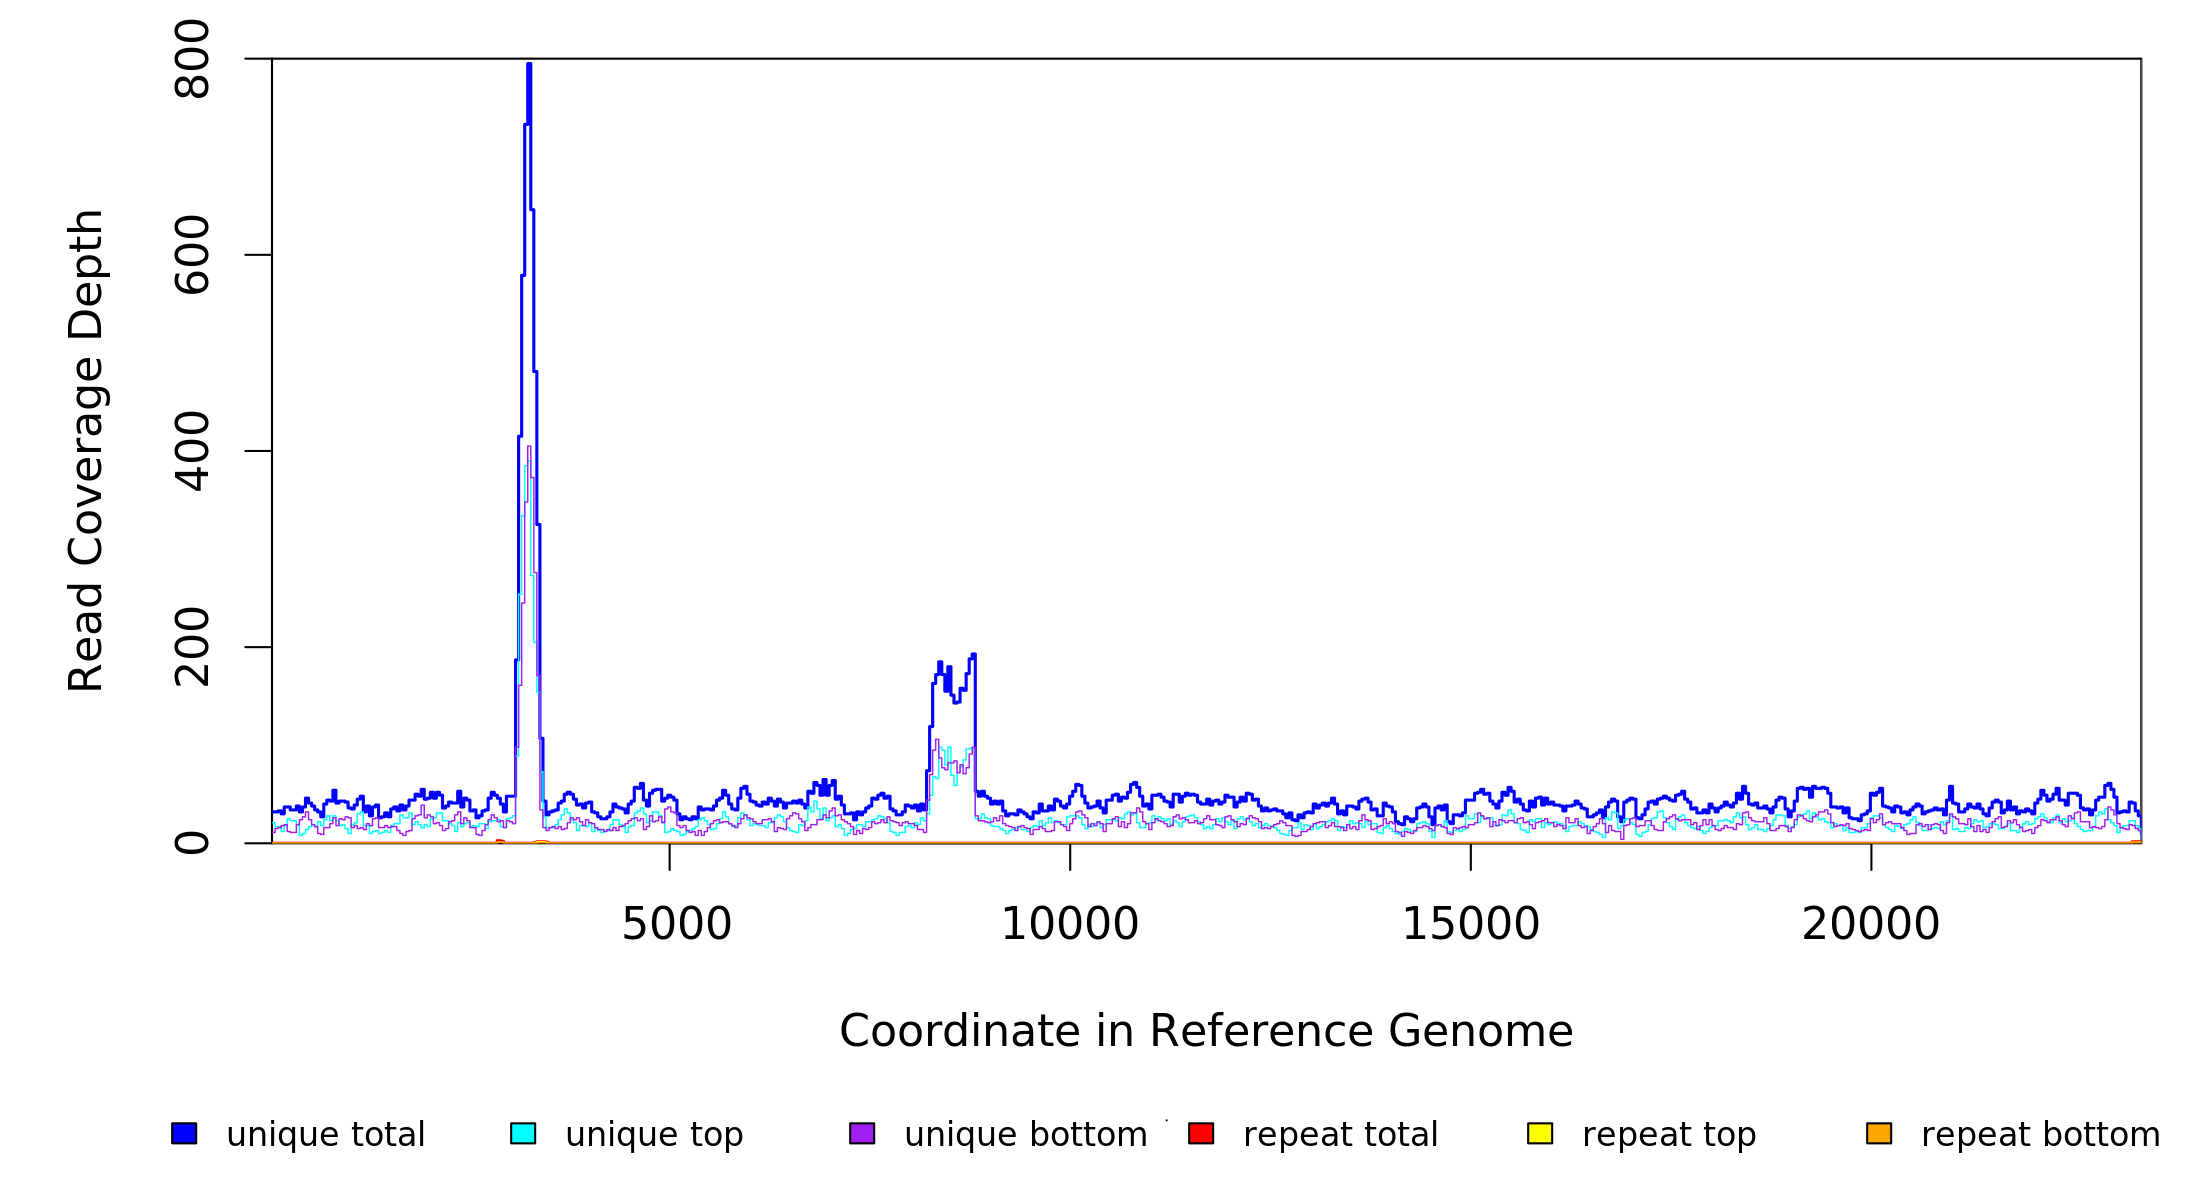 800
600
400
200
0
Read Coverage Depth
5000 10000 15000 20000
Coordinate in Reference Genome
unique total unique top unique bottom repeat total repeat top repeat bottom